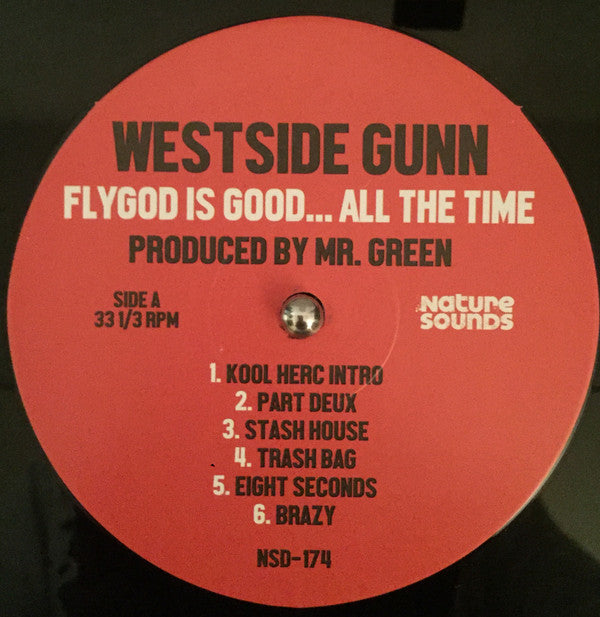 WESTSIDE GUNN
FLYGOD IS GOOD... ALL THE TIME
PRODUCED BY MR. GREEN
SIDE A
33 1/3 RPM
NATURE
SOUNDS
1. KOOL HERC INTRO
2. PART DEUX
3. STASH HOUSE
4. TRASH BAG
5. EIGHT SECONDS
6. BRAZY
NSD-174